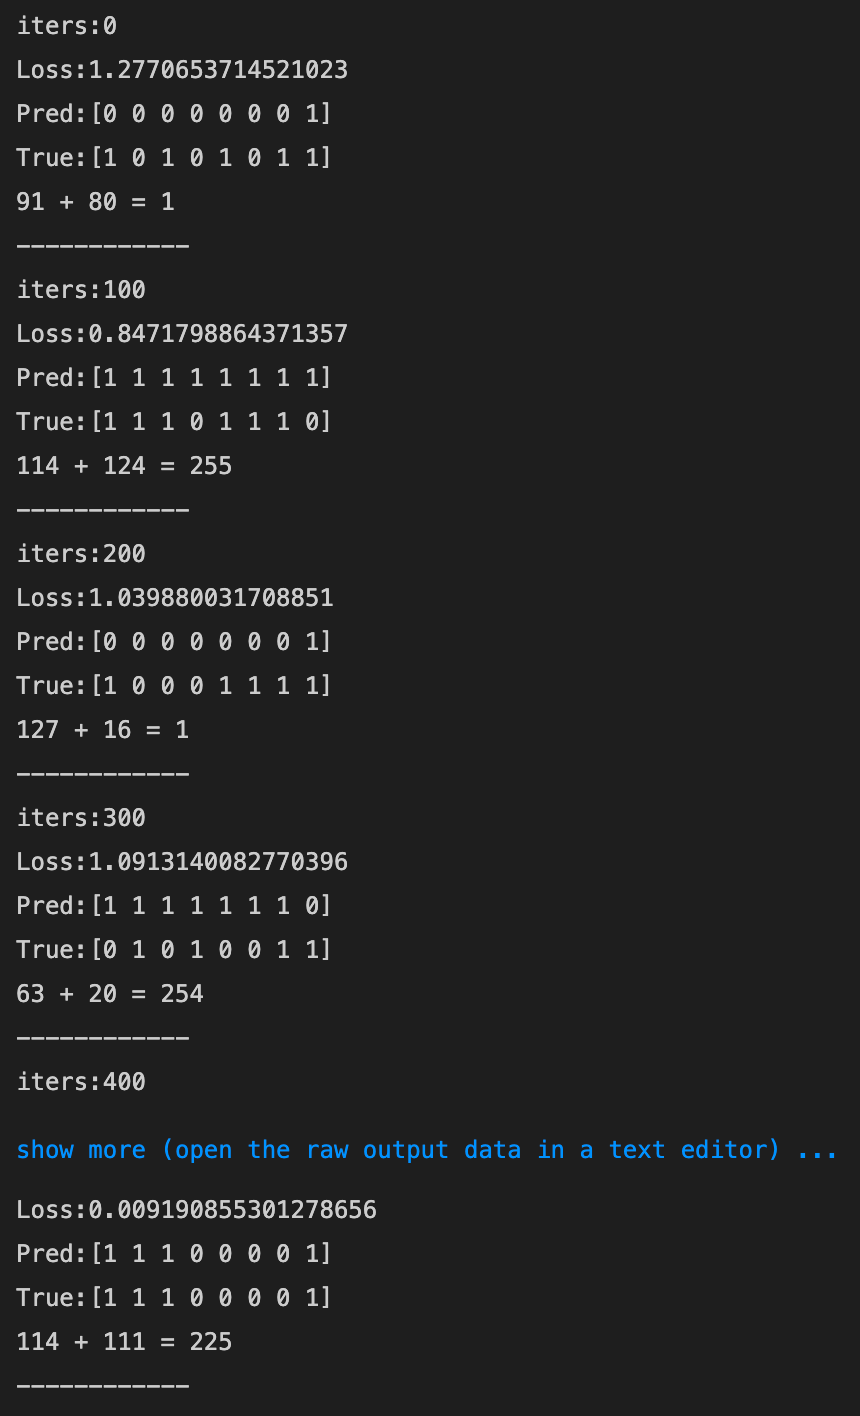 iters:0
Loss:1.2770653714521023
Pred:[0 0 0 0 0 0 0 1]
True:[1 0 1 0 1 0 1 1]
91 + 80 = 1
------------
iters:100
Loss:0.8471798864371357
Pred:[1 1 1 1 1 1 1 1]
True:[1 1 1 0 1 1 1 0]
114 + 124 = 255
------------
iters:200
Loss:1.039880031708851
Pred:[0 0 0 0 0 0 0 1]
True:[1 0 0 0 1 1 1 1]
127 + 16 = 1
------------
iters:300
Loss:1.0913140082770396
Pred:[1 1 1 1 1 1 1 0]
True:[0 1 0 1 0 0 1 1]
63 + 20 = 254
------------
iters:400
show more (open the raw output data in a text editor) ...
Loss:0.009190855301278656
Pred:[1 1 1 0 0 0 0 1]
True:[1 1 1 0 0 0 0 1]
114 + 111 = 225
------------